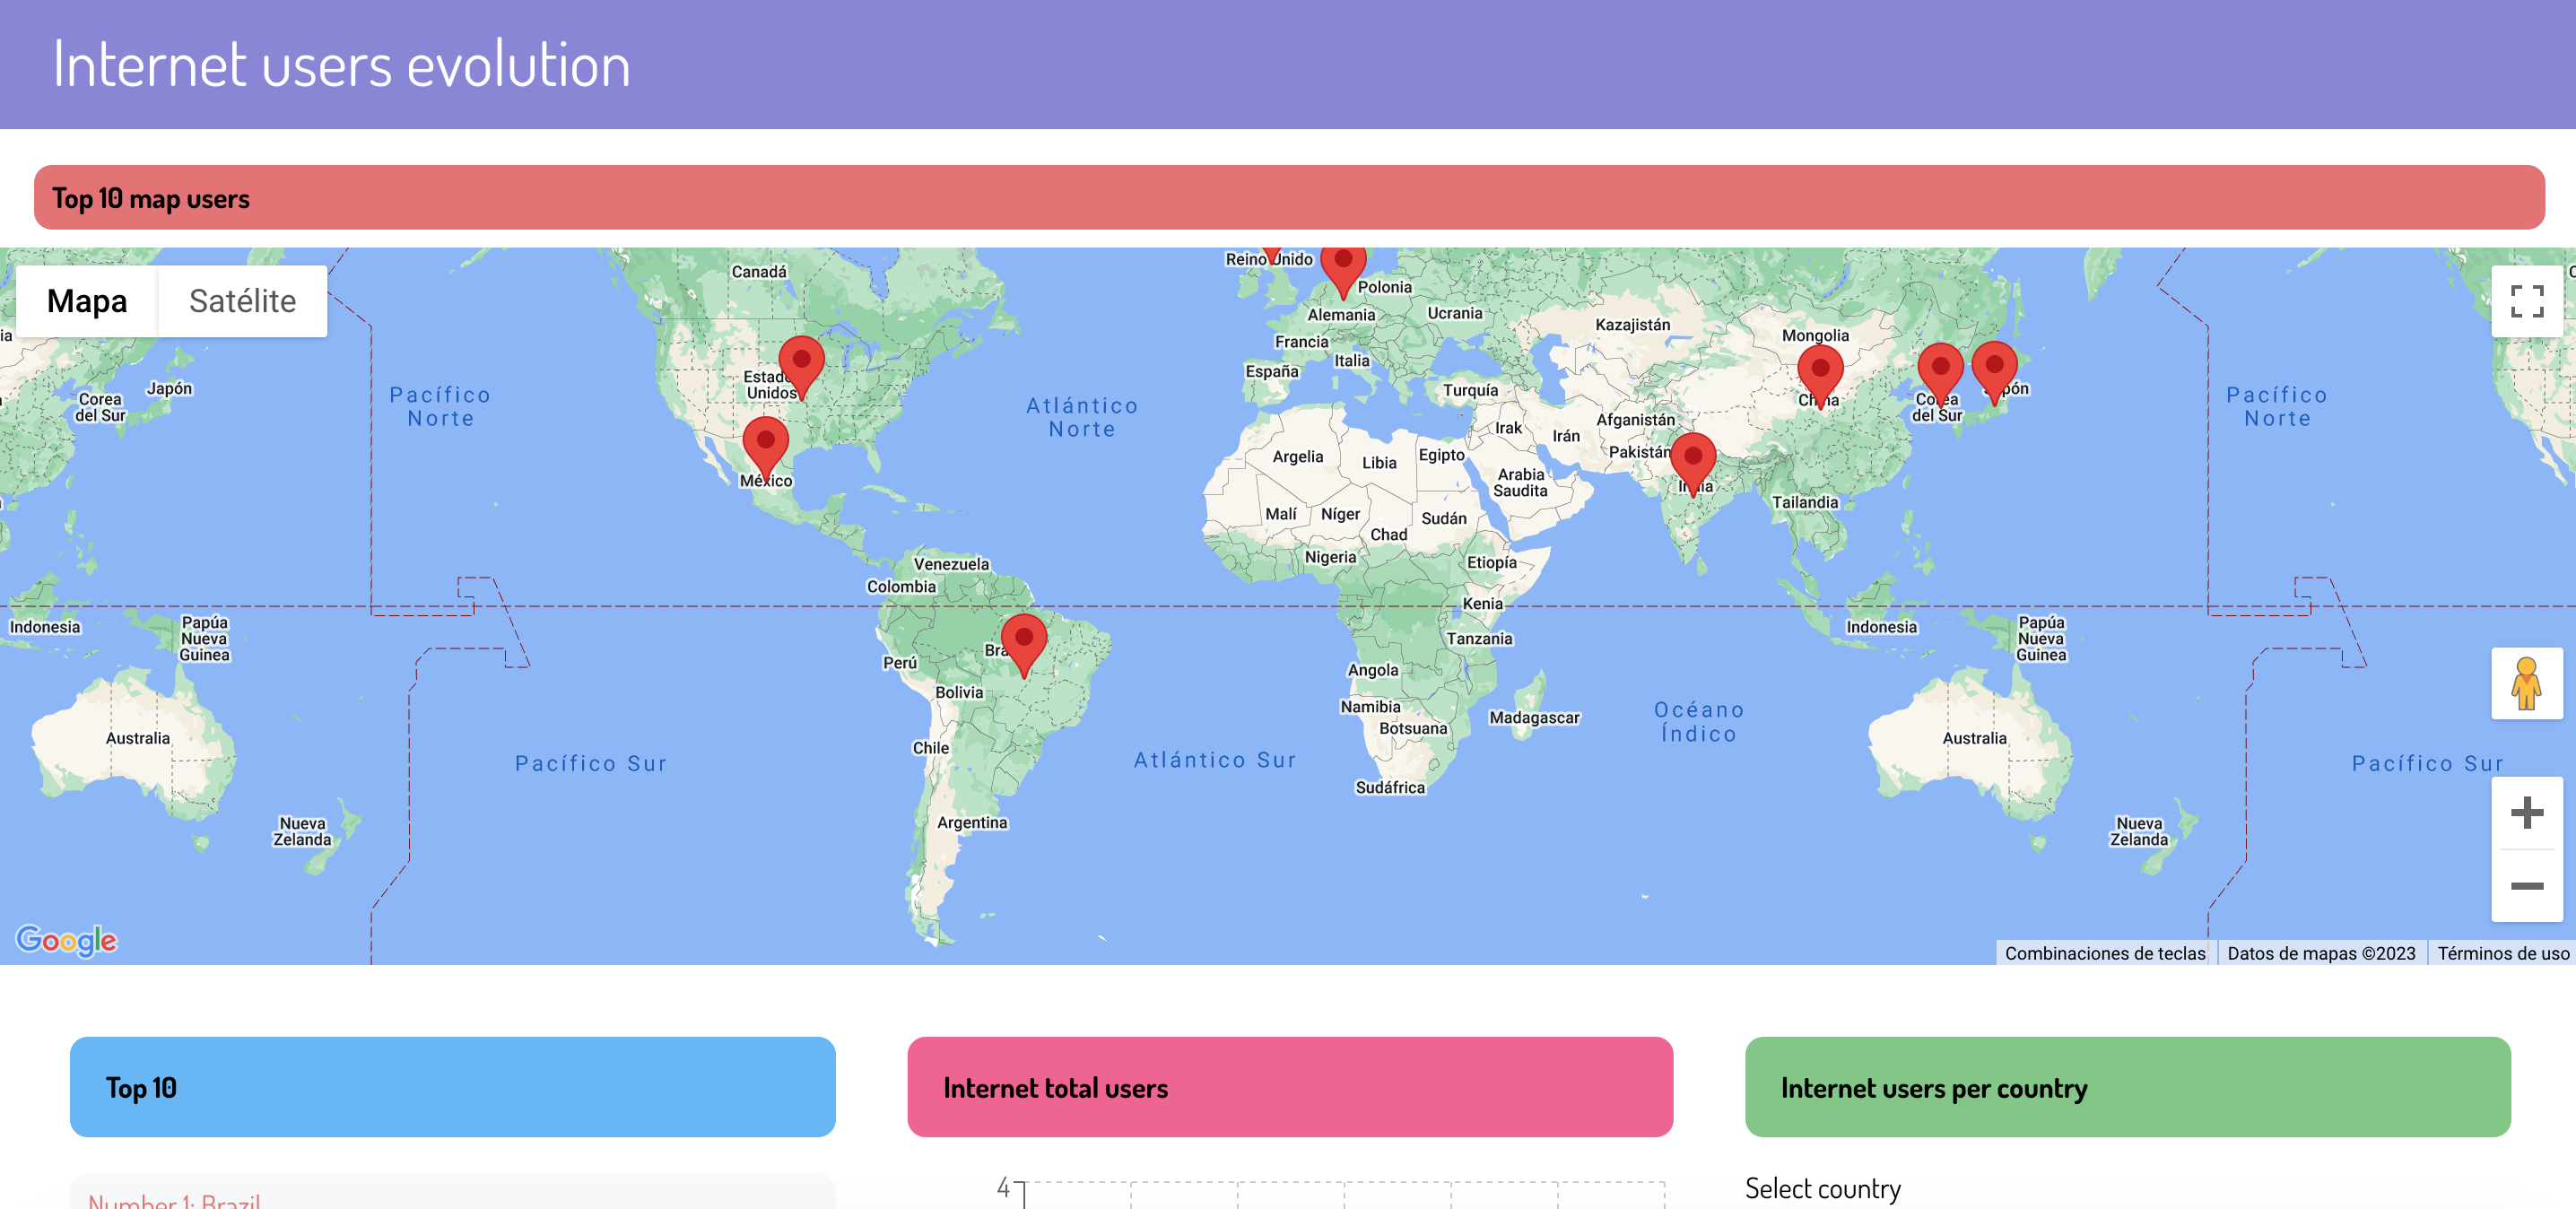 Internet users evolution
Top 10 map users
Mapa
Satélite
Canadá
Estad
Unidos
México
Venezuela
Colombia
Perú
Bra
Bolivia
Chile
Argentina
Pacífico
Norte
Pacífico Sur
Atlántico
Norte
Atlántico Sur
Reino Unido
Polonia
Alemania
Ucrania
Francia
Italia
España
Turquía
Kazajistán
Mongolia
China
Corea
del Sur
Japón
Afganistán
Irak
Irán
Pakistán
India
Argelia
Libia
Egipto
Arabia
Saudita
Tailandia
Malí
Níger
Chad
Sudán
Nigeria
Etiopía
Kenia
Tanzania
Angola
Namibia
Botsuana
Madagascar
Sudáfrica
Océano
Índico
Indonesia
Papúa
Nueva
Guinea
Australia
Nueva
Zelanda
Pacífico
Norte
Pacífico Sur
Corea
del Sur
Japón
Indonesia
Papúa
Nueva
Guinea
Australia
Nueva
Zelanda
Google
Combinaciones de teclas
Datos de mapas ©2023
Términos de uso
Top 10
Internet total users
Internet users per country
Number 1: Brazil
4
Select country